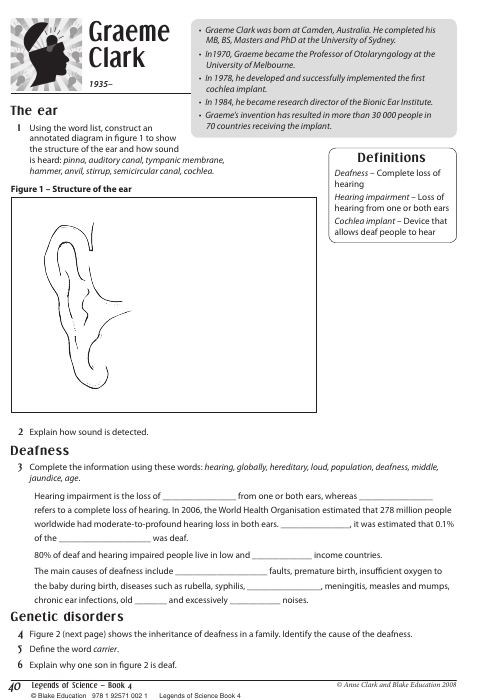 Graeme
Clark
1935–
• Graeme Clark was born at Camden, Australia. He completed his
MB, BS, Masters and PhD at the University of Sydney.
• In1970, Graeme became the Professor of Otolaryngology at the
University of Melbourne.
• In 1978, he developed and successfully implemented the first
cochlea implant.
• In 1984, he became research director of the Bionic Ear Institute.
• Graeme's invention has resulted in more than 30 000 people in
70 countries receiving the implant.
The ear
1 Using the word list, construct an
annotated diagram in figure 1 to show
the structure of the ear and how sound
is heard: pinna, auditory canal, tympanic membrane,
hammer, anvil, stirrup, semicircular canal, cochlea.
Definitions
Deafness – Complete loss of
hearing
Hearing impairment – Loss of
hearing from one or both ears
Cochlea implant – Device that
allows deaf people to hear
Figure 1 – Structure of the ear
2 Explain how sound is detected.
Deafness
3 Complete the information using these words: hearing, globally, hereditary, loud, population, deafness, middle,
jaundice, age.
Hearing impairment is the loss of ________________ from one or both ears, whereas ________________
refers to a complete loss of hearing. In 2006, the World Health Organisation estimated that 278 million people
worldwide had moderate-to-profound hearing loss in both ears. _______________, it was estimated that 0.1%
of the ____________________ was deaf.
80% of deaf and hearing impaired people live in low and _____________ income countries.
The main causes of deafness include ____________________ faults, premature birth, insufficient oxygen to
the baby during birth, diseases such as rubella, syphilis, ________________, meningitis, measles and mumps,
chronic ear infections, old _______ and excessively ___________ noises.
Genetic disorders
4 Figure 2 (next page) shows the inheritance of deafness in a family. Identify the cause of the deafness.
5 Define the word carrier.
6 Explain why one son in figure 2 is deaf.
40 Legends of Science – Book 4 © Anne Clark and Blake Education 2008
© Blake Education 978 1 92571 002 1 Legends of Science Book 4